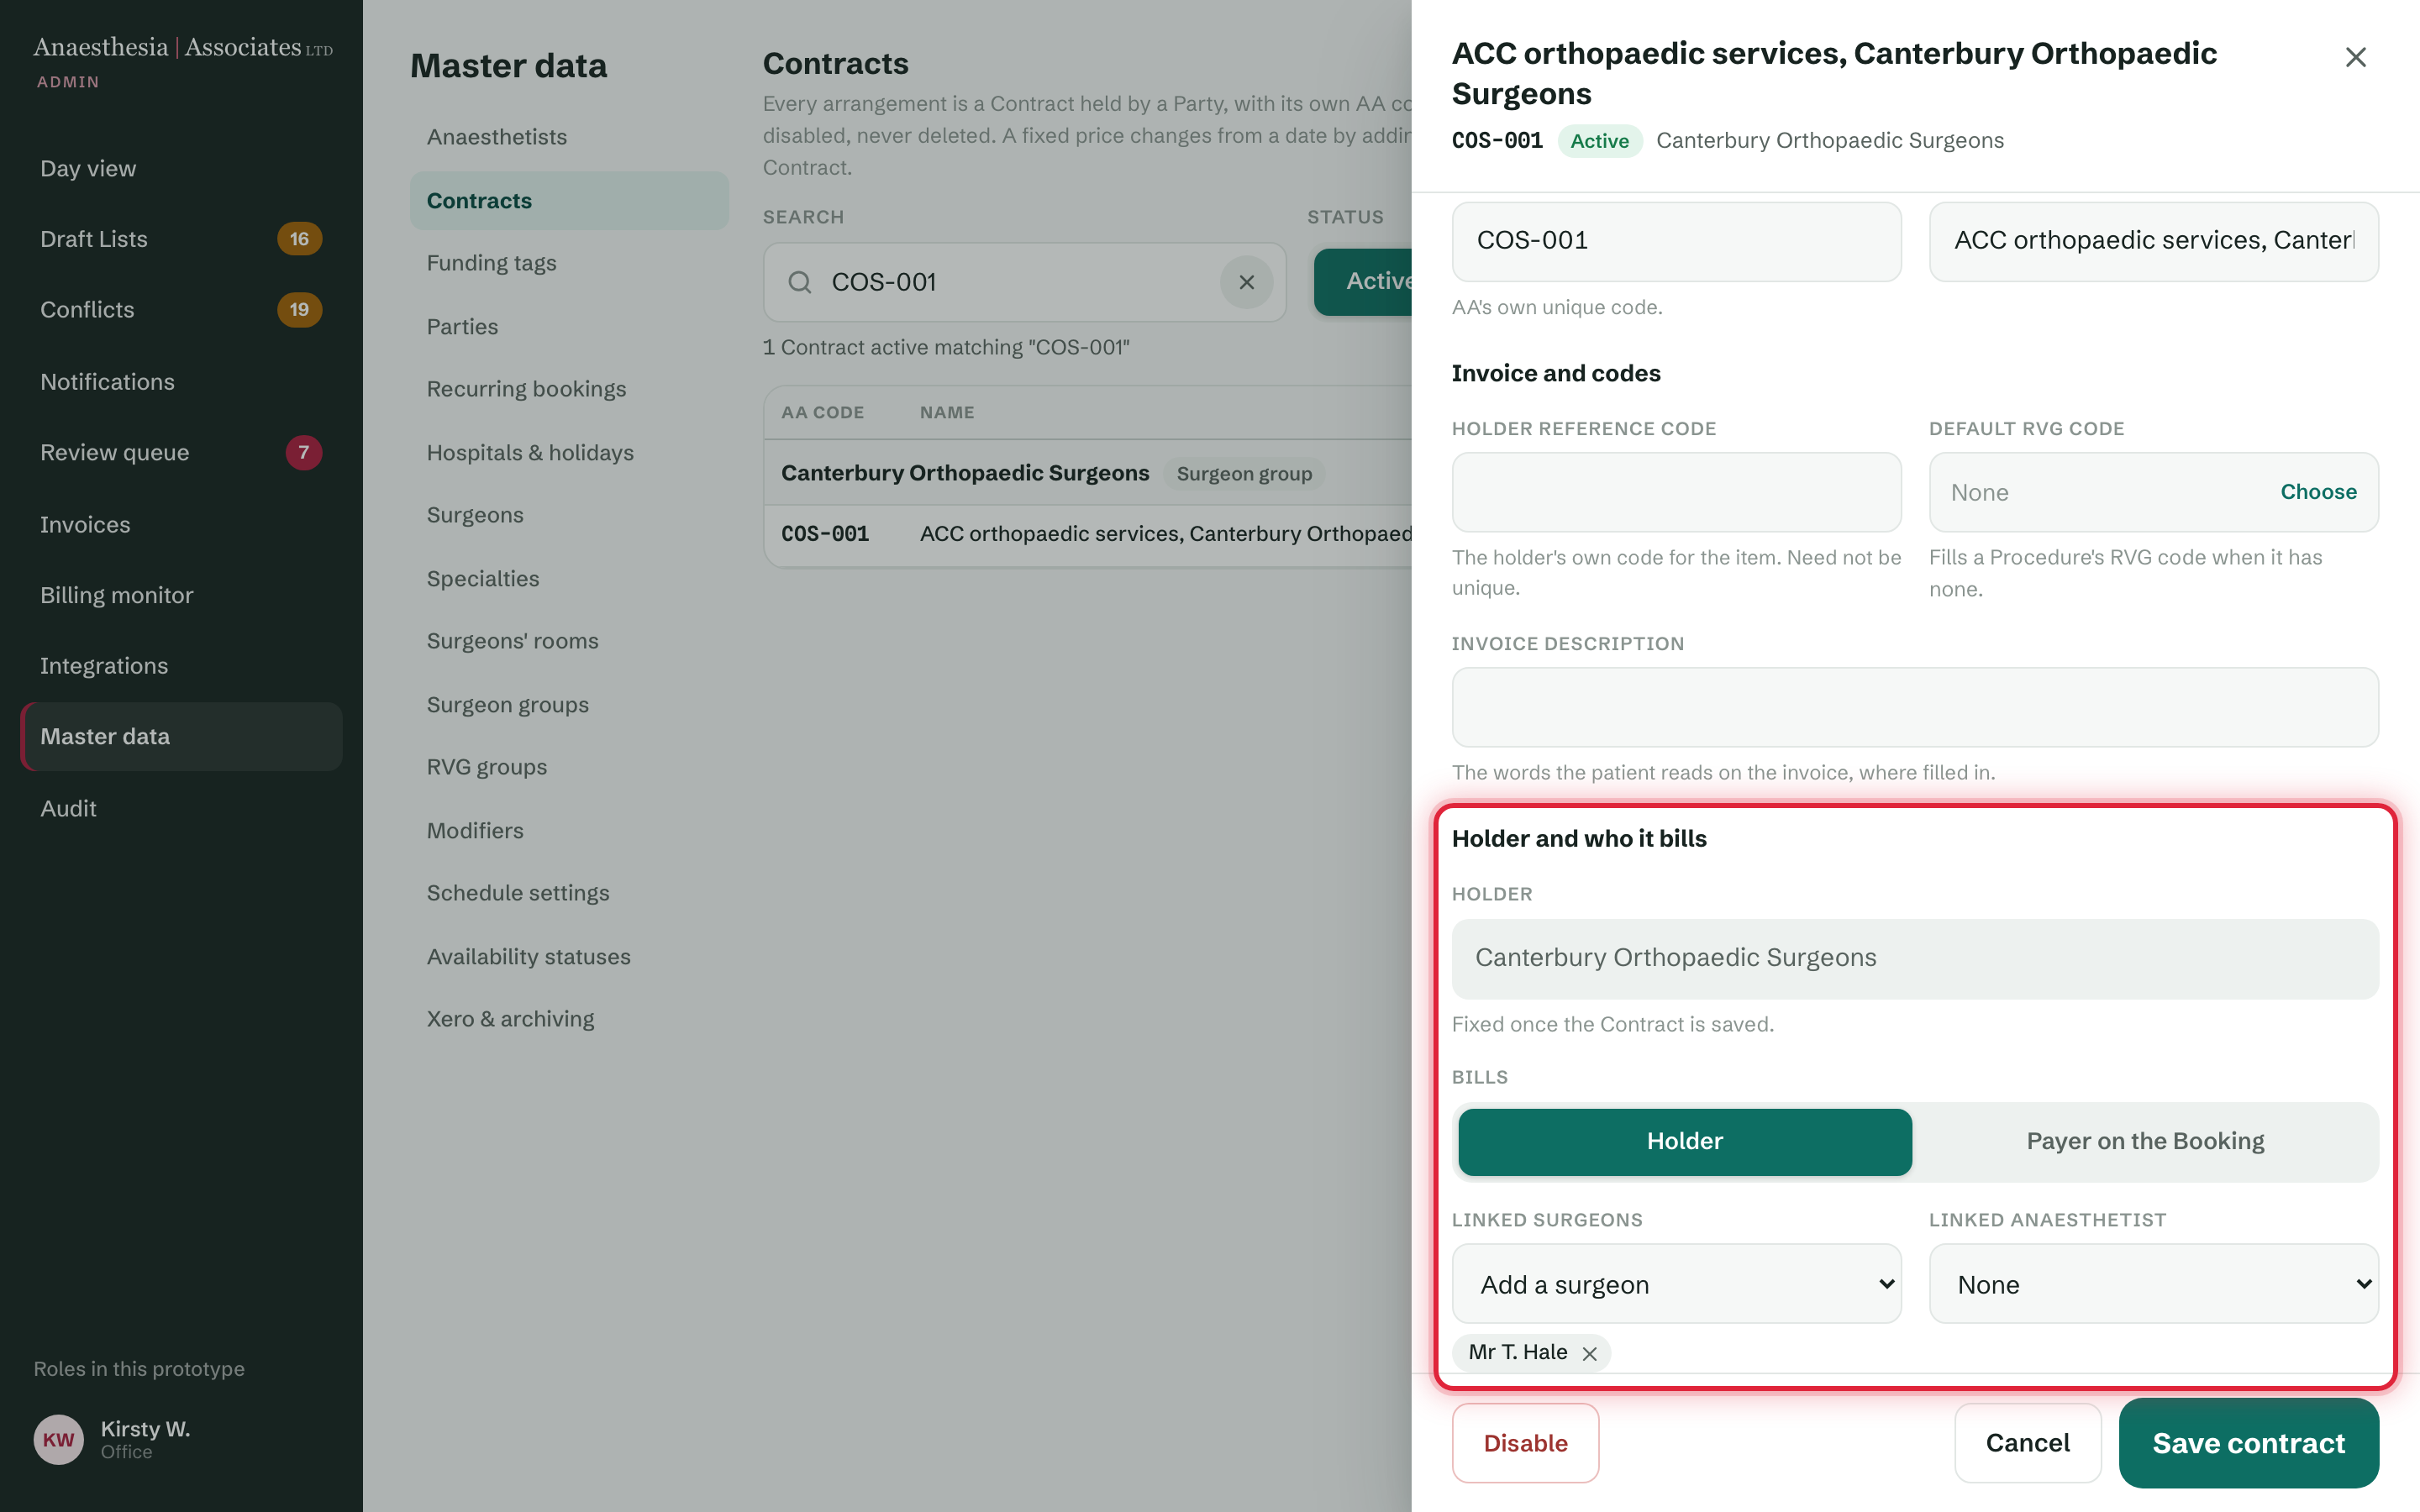 Anaesthesia | Associates LTD
ADMIN
Day view
Draft Lists 16
Conflicts 19
Notifications
Review queue 7
Invoices
Billing monitor
Integrations
Master data
Audit
Roles in this prototype
KW
Kirsty W.
Office
Master data
Anaesthetists
Contracts
Funding tags
Parties
Recurring bookings
Hospitals & holidays
Surgeons
Specialties
Surgeons' rooms
Surgeon groups
RVG groups
Modifiers
Schedule settings
Availability statuses
Xero & archiving
Contracts
Every arrangement is a Contract held by a Party, with its own AA co
disabled, never deleted. A fixed price changes from a date by addin
Contract.
SEARCH STATUS
COS-001 Active
1 Contract active matching "COS-001"
AA CODE NAME
Canterbury Orthopaedic Surgeons Surgeon group
COS-001 ACC orthopaedic services, Canterbury Orthopaed
ACC orthopaedic services, Canterbury Orthopaedic
Surgeons
COS-001 Active Canterbury Orthopaedic Surgeons
COS-001 ACC orthopaedic services, Canter
AA's own unique code.
Invoice and codes
HOLDER REFERENCE CODE DEFAULT RVG CODE
None Choose
The holder's own code for the item. Need not be
unique.
Fills a Procedure's RVG code when it has
none.
INVOICE DESCRIPTION
The words the patient reads on the invoice, where filled in.
Holder and who it bills
HOLDER
Canterbury Orthopaedic Surgeons
Fixed once the Contract is saved.
BILLS
Holder Payer on the Booking
LINKED SURGEONS LINKED ANAESTHETIST
Add a surgeon None
Mr T. Hale
Disable Cancel Save contract